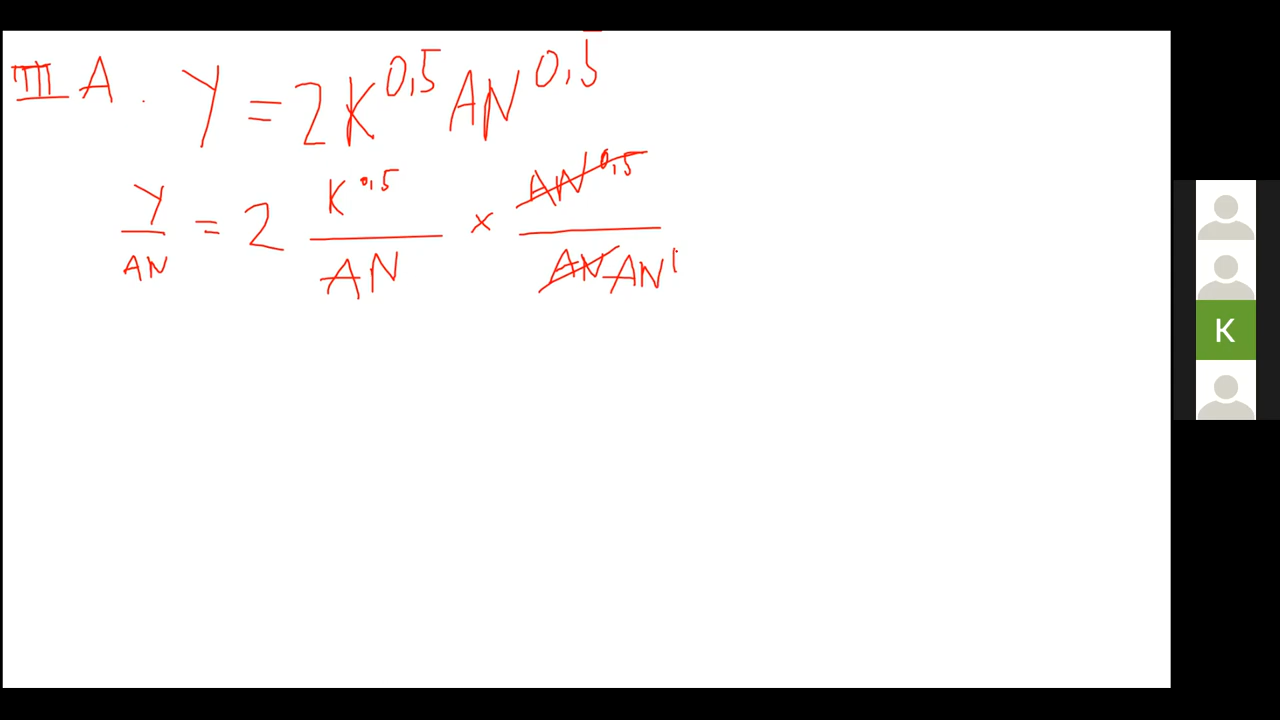 III A. Y = 2K^0,5 AN^0,5
Y/AN = 2 K^0,5/AN × AN^0,5/AN AN
K